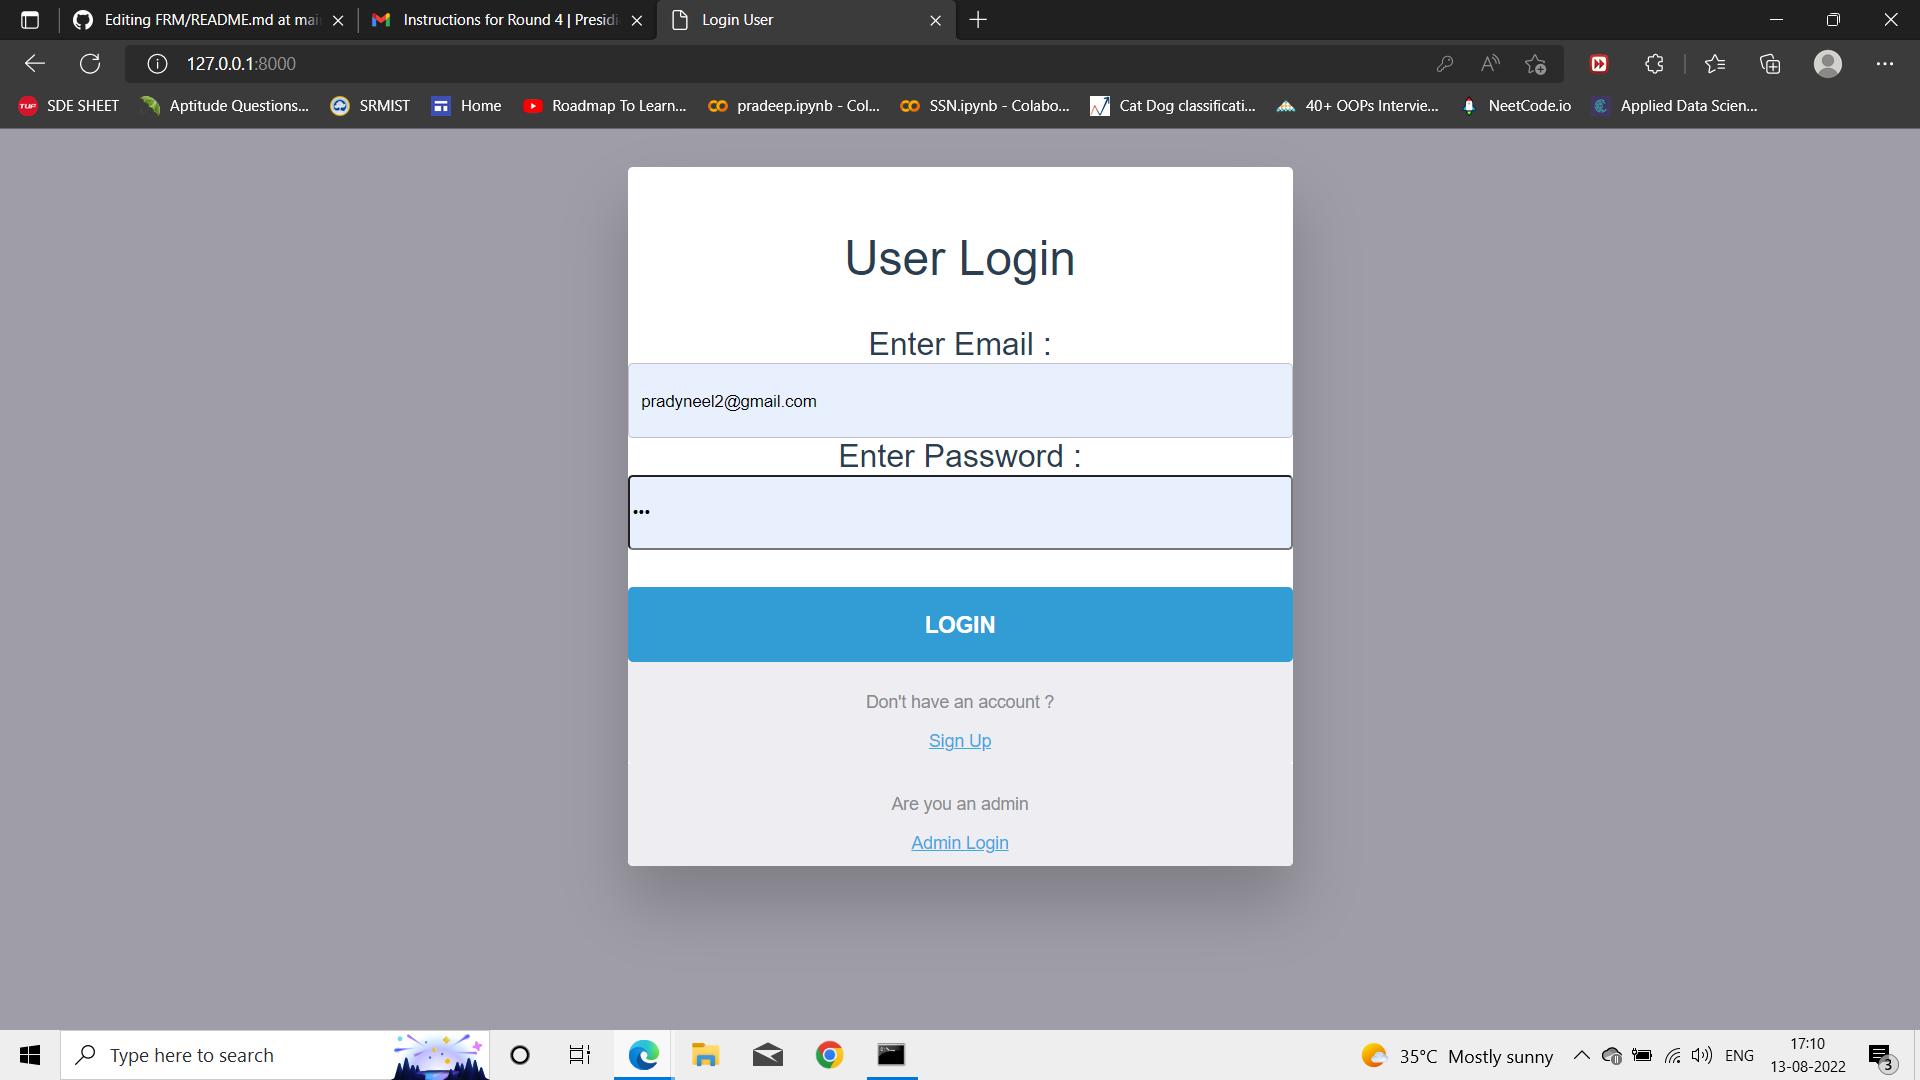 Editing FRM/README.md at mai
Instructions for Round 4 | Presidi
Login User
127.0.0.1:8000
SDE SHEET
Aptitude Questions...
SRMIST
Home
Roadmap To Learn...
pradeep.ipynb - Col...
SSN.ipynb - Colabo...
Cat Dog classificati...
40+ OOPs Intervie...
NeetCode.io
Applied Data Scien...
User Login
Enter Email :
pradyneel2@gmail.com
Enter Password :
•••
LOGIN
Don't have an account ?
Sign Up
Are you an admin
Admin Login
Type here to search
35°C Mostly sunny
ENG
17:10
13-08-2022
3